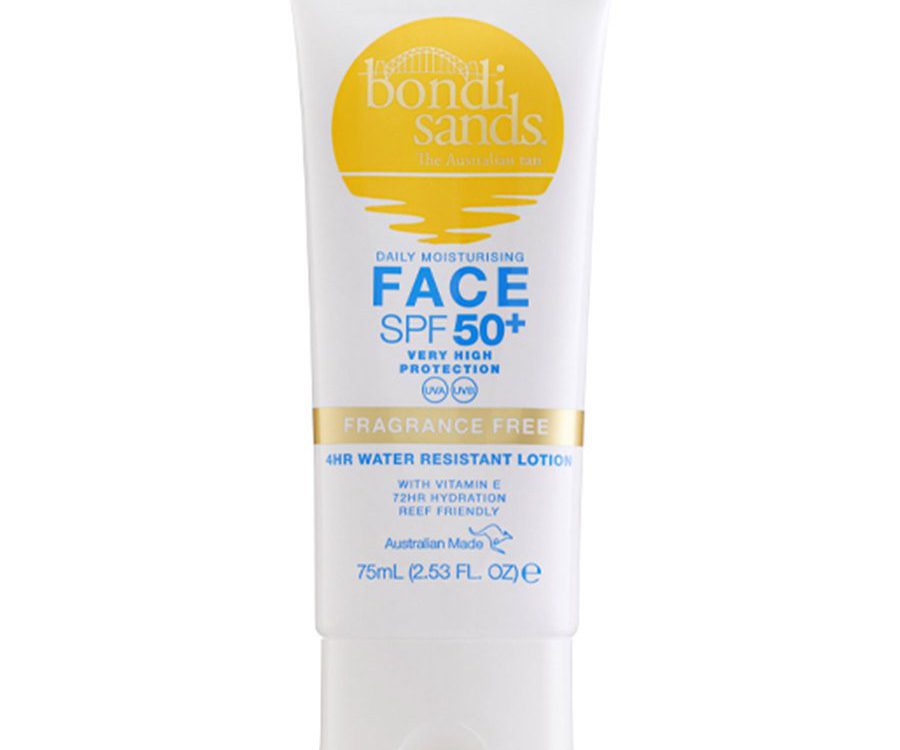 bondi
sands.
The Australian tan
DAILY MOISTURISING
FACE
SPF 50+
VERY HIGH
PROTECTION
UVA UVB
FRAGRANCE FREE
4HR WATER RESISTANT LOTION
WITH VITAMIN E
72HR HYDRATION
REEF FRIENDLY
Australian Made
75mL (2.53 FL. OZ) ℮